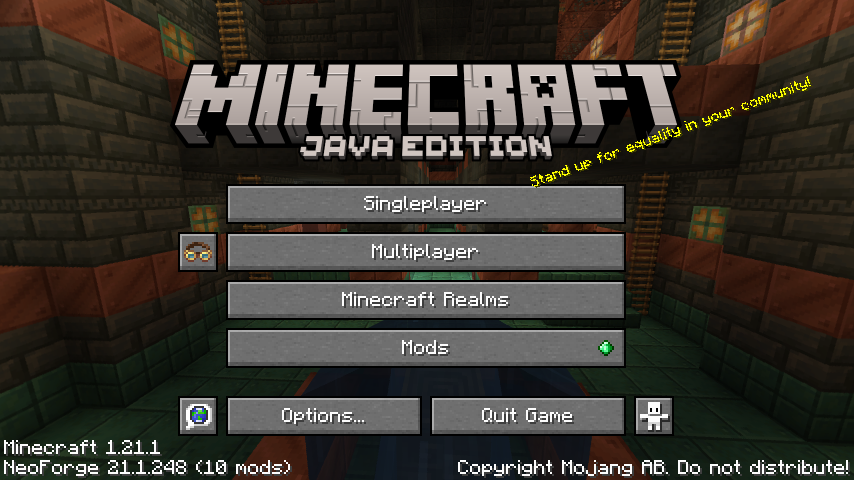 MINECRAFT
JAVA EDITION
Stand up for equality in your community!
Singleplayer
Multiplayer
Minecraft Realms
Mods
Options...
Quit Game
Minecraft 1.21.1
NeoForge 21.1.248 (10 mods)
Copyright Mojang AB. Do not distribute!